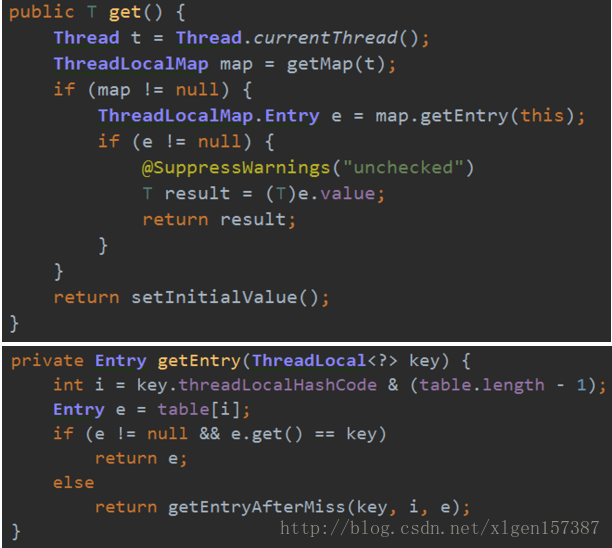 public T get() {
    Thread t = Thread.currentThread();
    ThreadLocalMap map = getMap(t);
    if (map != null) {
        ThreadLocalMap.Entry e = map.getEntry(this);
        if (e != null) {
            @SuppressWarnings("unchecked")
            T result = (T)e.value;
            return result;
        }
    }
    return setInitialValue();
}
private Entry getEntry(ThreadLocal<?> key) {
    int i = key.threadLocalHashCode & (table.length - 1);
    Entry e = table[i];
    if (e != null && e.get() == key)
        return e;
    else
        return getEntryAfterMiss(key, i, e);
}
http://blog.csdn.net/xlgen157387